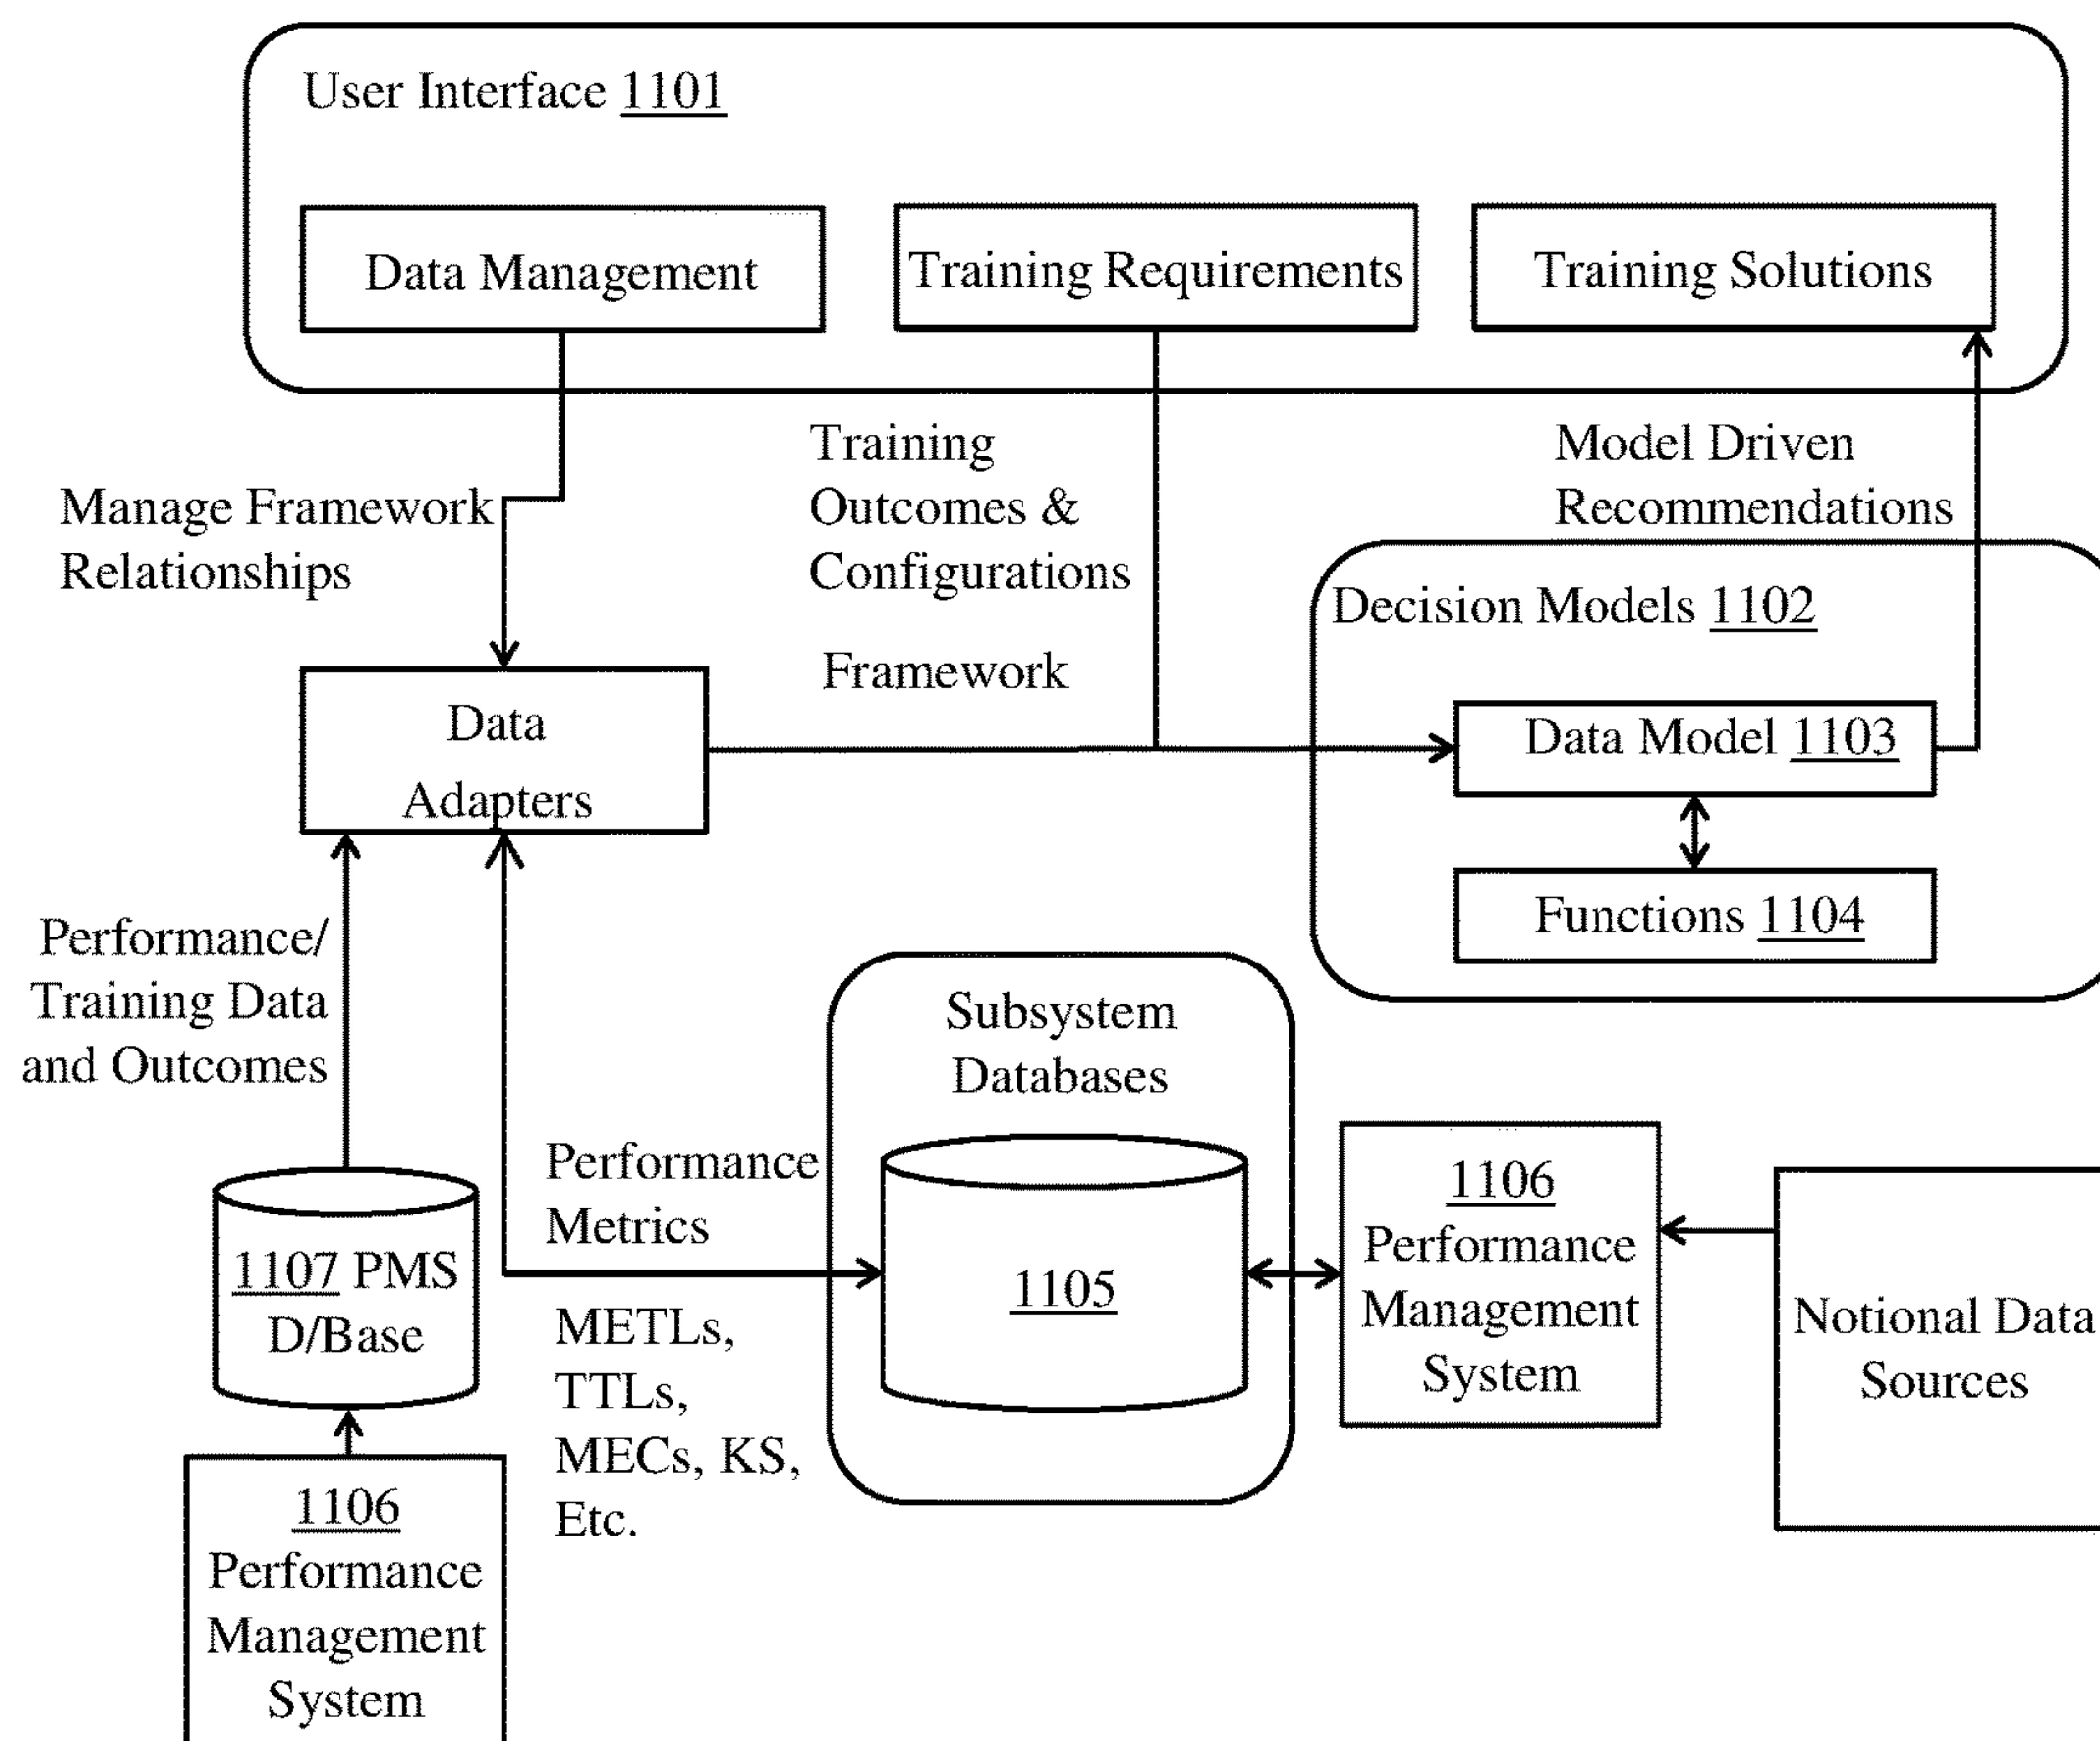 User Interface 1101
Data Management
Training Requirements
Training Solutions
Manage Framework
Relationships
Training
Outcomes &
Configurations
Model Driven
Recommendations
Framework
Decision Models 1102
Data
Adapters
Data Model 1103
Functions 1104
Performance/
Training Data
and Outcomes
Subsystem
Databases
Performance
Metrics
1105
METLs,
TTLs,
MECs, KS,
Etc.
1106
Performance
Management
System
Notional Data
Sources
1107 PMS
D/Base
1106
Performance
Management
System